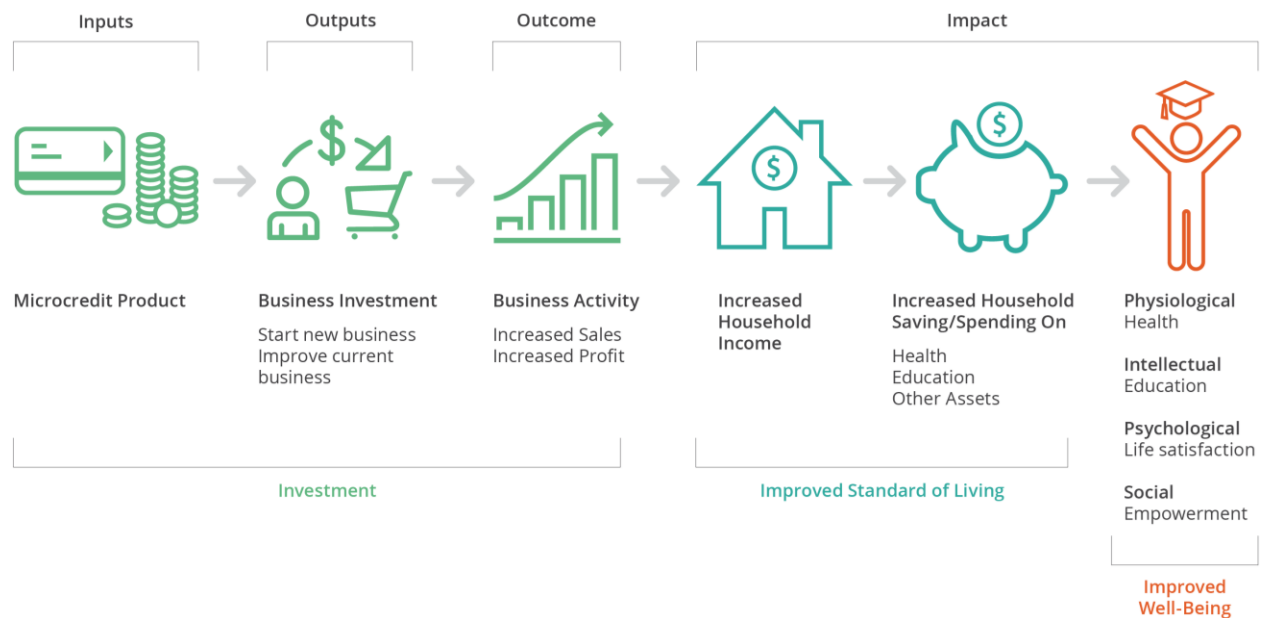 Inputs
Outputs
Outcome
Impact
$
$
$
Microcredit Product
Business Investment
Start new business
Improve current
business
Business Activity
Increased Sales
Increased Profit
Increased
Household
Income
Increased Household
Saving/Spending On
Health
Education
Other Assets
Physiological
Health
Intellectual
Education
Psychological
Life satisfaction
Social
Empowerment
Investment
Improved Standard of Living
Improved
Well-Being